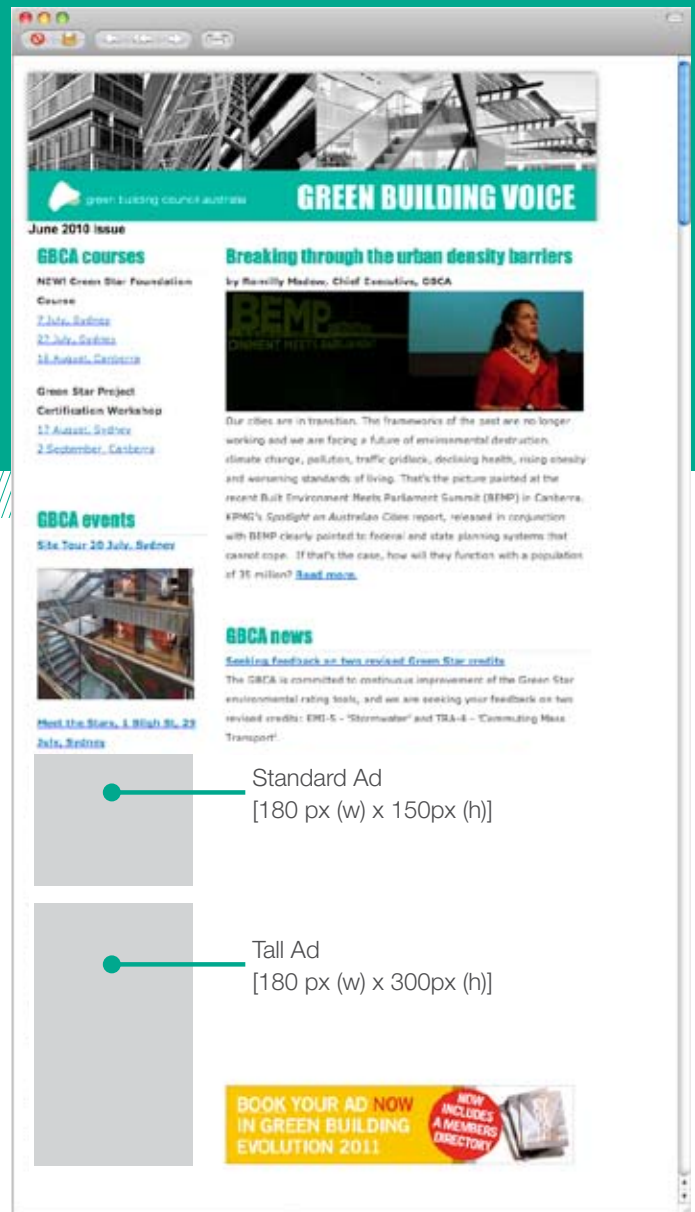 green building council australia
GREEN BUILDING VOICE
June 2010 Issue
GBCA courses
NEW! Green Star Foundation
Course
7 July, Sydney
27 July, Sydney
18 August, Canberra
Green Star Project
Certification Workshop
17 August, Sydney
2 September, Canberra
GBCA events
Site Tour 20 July, Sydney
Meet the Stars, 1 Bligh St, 29
July, Sydney
Breaking through the urban density barriers
by Romilly Madew, Chief Executive, GBCA
BEMP
Our cities are in transition. The frameworks of the past are no longer
working and we are facing a future of environmental destruction,
climate change, pollution, traffic gridlock, declining health, rising obesity
and worsening standards of living. That's the picture painted at the
recent Built Environment Meets Parliament Summit (BEMP) in Canberra.
KPMG's Spotlight on Australian Cities report, released in conjunction
with BEMP clearly pointed to federal and state planning systems that
cannot cope. If that's the case, how will they function with a population
of 35 million? Read more.
GBCA news
Seeking feedback on two revised Green Star credits
The GBCA is committed to continuous improvement of the Green Star
environmental rating tools, and we are seeking your feedback on two
revised credits: EMI-5 - 'Stormwater' and TRA-4 - 'Commuting Mass
Transport'.
Standard Ad
[180 px (w) x 150px (h)]
Tall Ad
[180 px (w) x 300px (h)]
BOOK YOUR AD NOW
IN GREEN BUILDING
EVOLUTION 2011
NOW
INCLUDES
A MEMBERS
DIRECTORY